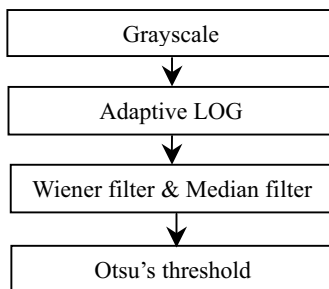 Grayscale
Adaptive LOG
Wiener filter & Median filter
Otsu’s threshold